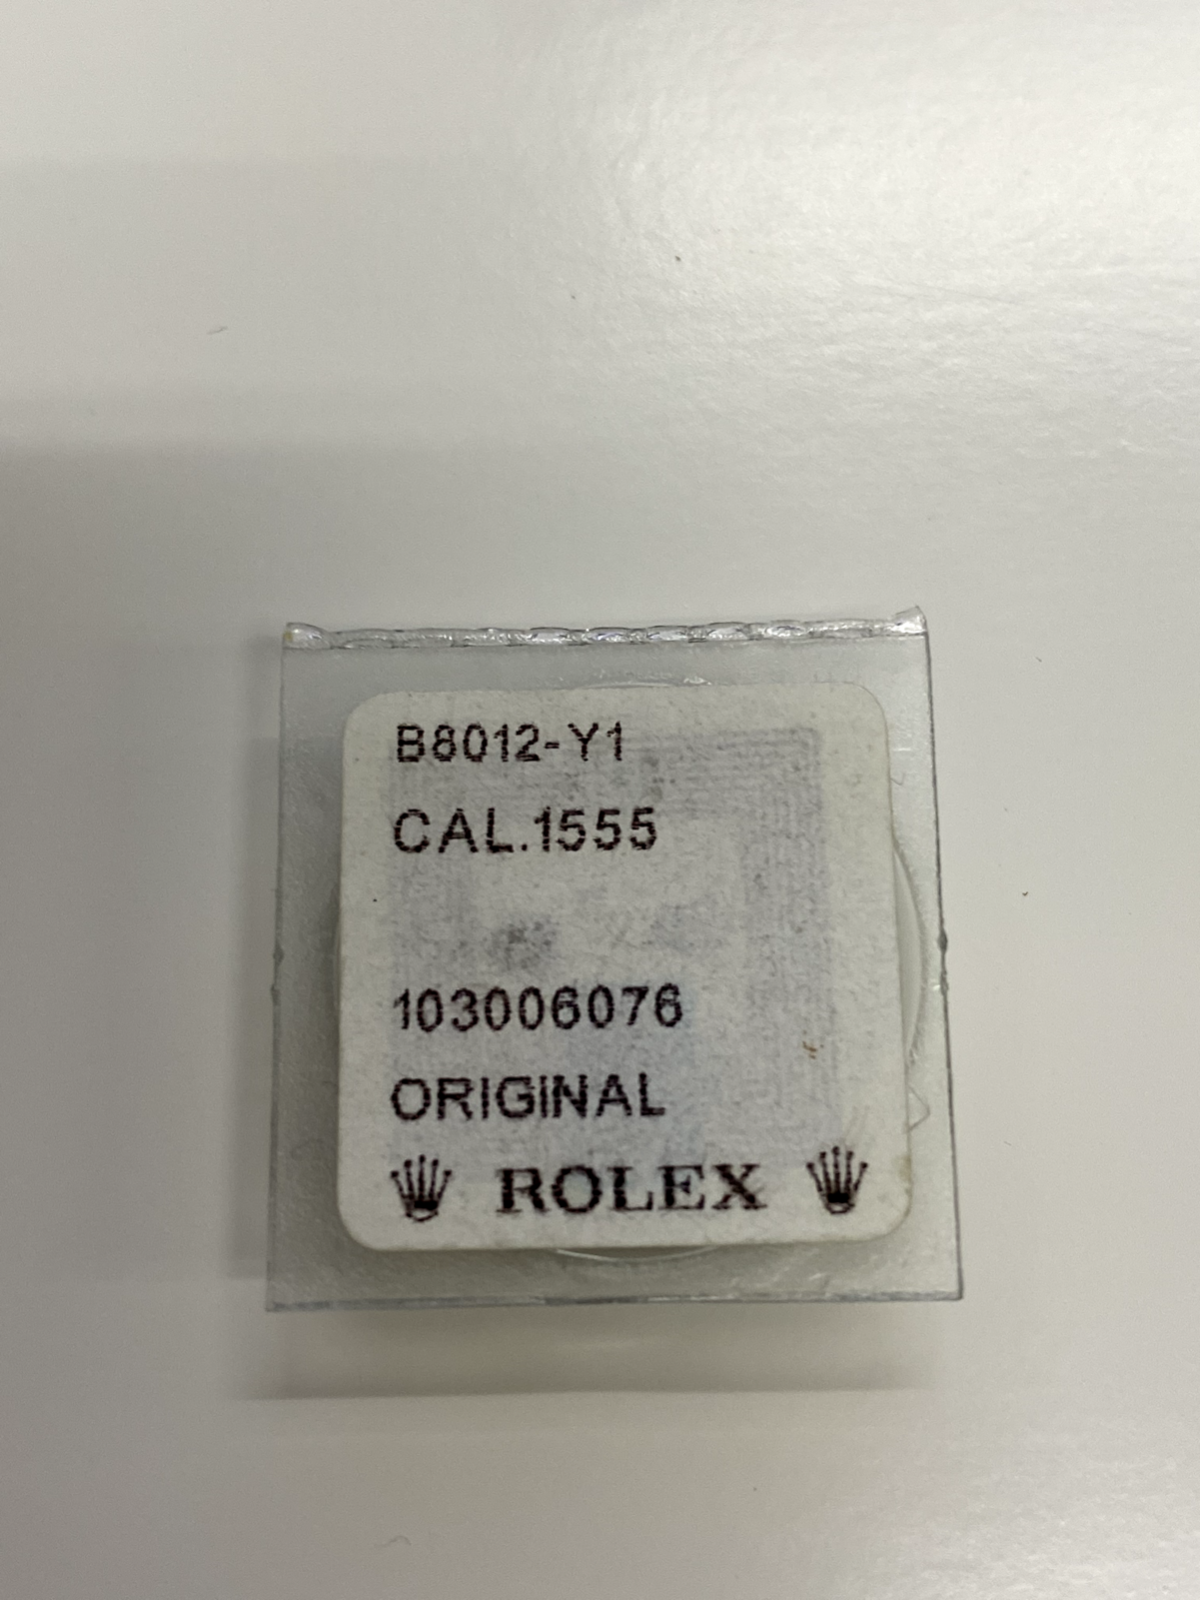 B8012-Y1
CAL.1555
103006076
ORIGINAL
ROLEX